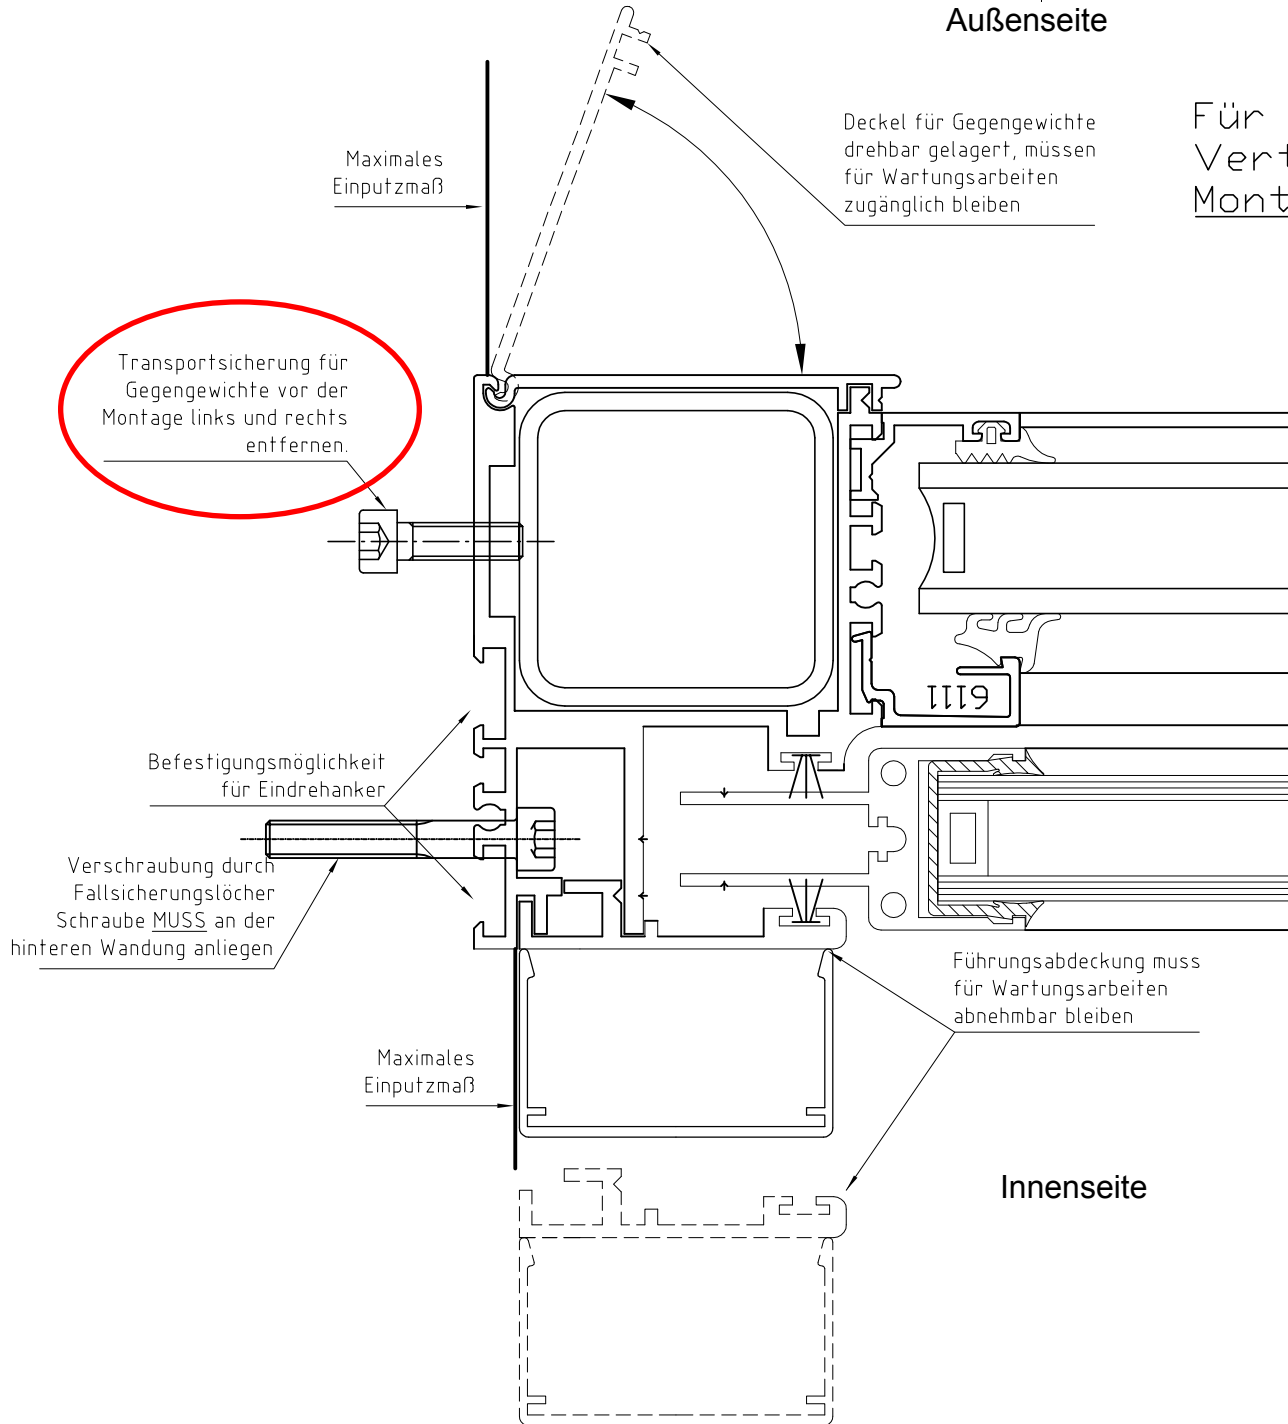 Außenseite
Für
Vert
Mont
Deckel für Gegengewichte
drehbar gelagert, müssen
für Wartungsarbeiten
zugänglich bleiben
Maximales
Einputzmaß
Transportsicherung für
Gegengewichte vor der
Montage links und rechts
entfernen.
6111
Befestigungsmöglichkeit
für Eindrehanker
Verschraubung durch
Fallsicherungslöcher
Schraube MUSS an der
hinteren Wandung anliegen
Führungsabdeckung muss
für Wartungsarbeiten
abnehmbar bleiben
Maximales
Einputzmaß
Innenseite